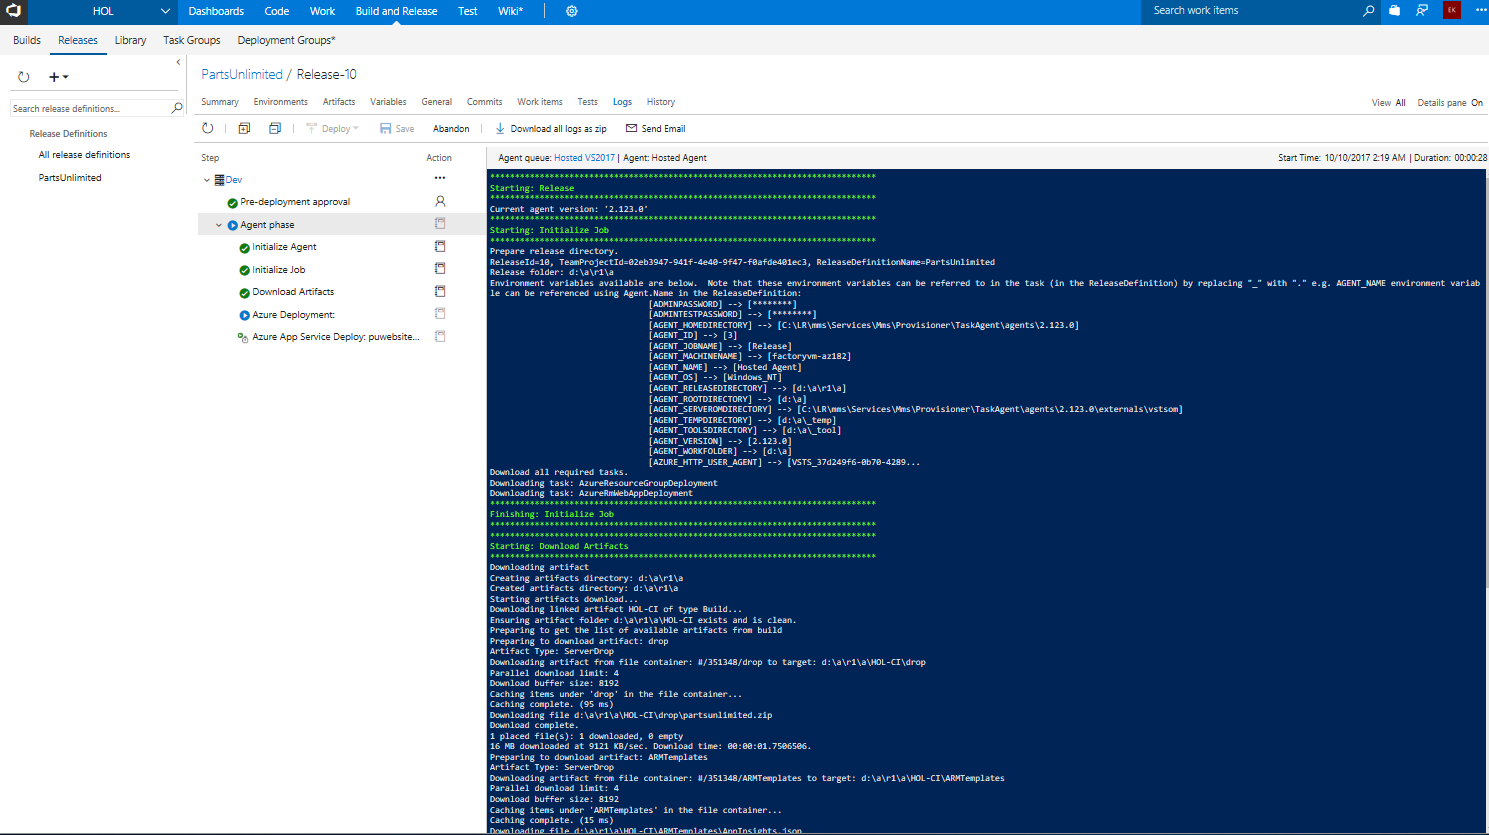 HOL
Dashboards Code Work Build and Release Test Wiki*
Search work items
EK
Builds Releases Library Task Groups Deployment Groups*
Search release definitions...
Release Definitions
All release definitions
PartsUnlimited
PartsUnlimited / Release-10
Summary Environments Artifacts Variables General Commits Work items Tests Logs History
View All Details pane On
Deploy Save Abandon Download all logs as zip Send Email
Step Action
Dev
Pre-deployment approval
Agent phase
Initialize Agent
Initialize Job
Download Artifacts
Azure Deployment:
Azure App Service Deploy: puwebsite...
Agent queue: Hosted VS2017 | Agent: Hosted Agent
Start Time: 10/10/2017 2:19 AM | Duration: 00:00:28
******************************************************************************
Starting: Release
******************************************************************************
Current agent version: '2.123.0'
******************************************************************************
Starting: Initialize Job
******************************************************************************
Prepare release directory.
ReleaseId=10, TeamProjectId=02eb3947-941f-4e40-9f47-f0afde401ec3, ReleaseDefinitionName=PartsUnlimited
Release folder: d:\a\r1\a
Environment variables available are below.  Note that these environment variables can be referred to in the task (in the ReleaseDefinition) by replacing "_" with "." e.g. AGENT_NAME environment variab
le can be referenced using Agent.Name in the ReleaseDefinition:
[ADMINPASSWORD] --> [********]
[ADMINTESTPASSWORD] --> [********]
[AGENT_HOMEDIRECTORY] --> [C:\LR\mms\Services\Mms\Provisioner\TaskAgent\agents\2.123.0]
[AGENT_ID] --> [3]
[AGENT_JOBNAME] --> [Release]
[AGENT_MACHINENAME] --> [factoryvm-az182]
[AGENT_NAME] --> [Hosted Agent]
[AGENT_OS] --> [Windows_NT]
[AGENT_RELEASEDIRECTORY] --> [d:\a\r1\a]
[AGENT_ROOTDIRECTORY] --> [d:\a]
[AGENT_SERVEROMDIRECTORY] --> [C:\LR\mms\Services\Mms\Provisioner\TaskAgent\agents\2.123.0\externals\vstsom]
[AGENT_TEMPDIRECTORY] --> [d:\a\_temp]
[AGENT_TOOLSDIRECTORY] --> [d:\a\_tool]
[AGENT_VERSION] --> [2.123.0]
[AGENT_WORKFOLDER] --> [d:\a]
[AZURE_HTTP_USER_AGENT] --> [VSTS_37d249f6-0b70-4289...
Download all required tasks.
Downloading task: AzureResourceGroupDeployment
Downloading task: AzureRmWebAppDeployment
******************************************************************************
Finishing: Initialize Job
******************************************************************************
******************************************************************************
Starting: Download Artifacts
******************************************************************************
Downloading artifact
Creating artifacts directory: d:\a\r1\a
Created artifacts directory: d:\a\r1\a
Starting artifacts download...
Downloading linked artifact HOL-CI of type Build...
Ensuring artifact folder d:\a\r1\a\HOL-CI exists and is clean.
Preparing to get the list of available artifacts from build
Preparing to download artifact: drop
Artifact Type: ServerDrop
Downloading artifact from file container: #/351348/drop to target: d:\a\r1\a\HOL-CI\drop
Parallel download limit: 4
Download buffer size: 8192
Caching items under 'drop' in the file container...
Caching complete. (95 ms)
Downloading file d:\a\r1\a\HOL-CI\drop\partsunlimited.zip
Download complete.
1 placed file(s): 1 downloaded, 0 empty
16 MB downloaded at 9121 KB/sec. Download time: 00:00:01.7506506.
Preparing to download artifact: ARMTemplates
Artifact Type: ServerDrop
Downloading artifact from file container: #/351348/ARMTemplates to target: d:\a\r1\a\HOL-CI\ARMTemplates
Parallel download limit: 4
Download buffer size: 8192
Caching items under 'ARMTemplates' in the file container...
Caching complete. (15 ms)
Downloading file d:\a\r1\a\HOL-CI\ARMTemplates\AppInsights.json